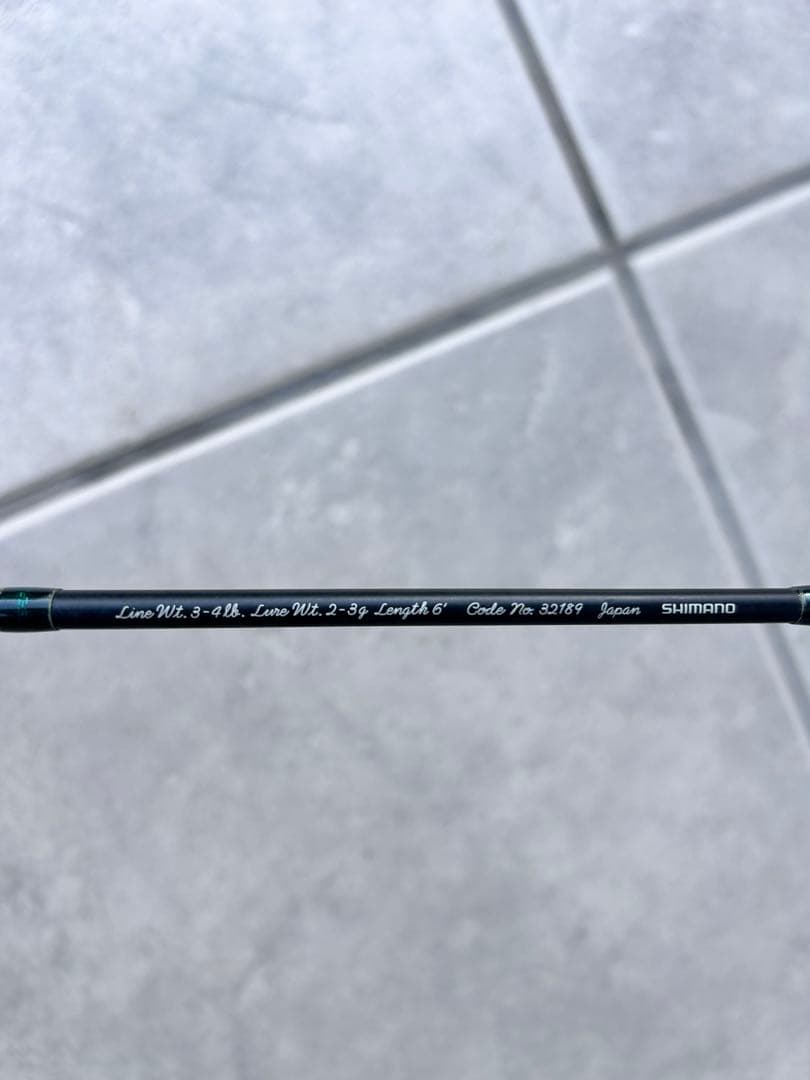 Line Wt. 3-4lb. Lure Wt. 2-3g Length 6' Code No. 32189 Japan SHIMANO